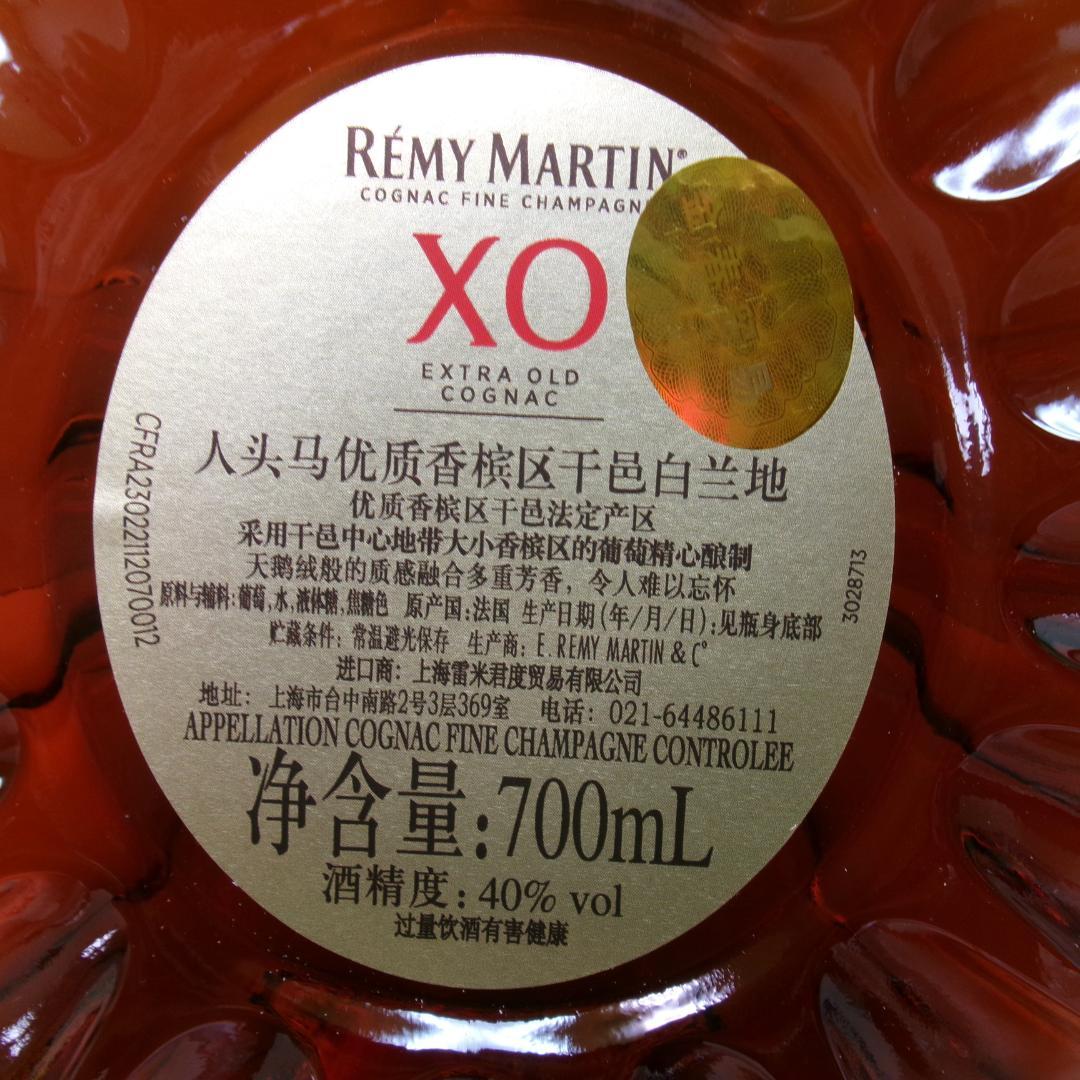 RÉMY MARTIN®
COGNAC FINE CHAMPAGN
XO
EXTRA OLD
COGNAC
人头马优质香槟区干邑白兰地
优质香槟区干邑法定产区
采用干邑中心地带大小香槟区的葡萄精心酿制
天鹅绒般的质感融合多重芳香，令人难以忘怀
原料与辅料:葡萄,水,液体糖,焦糖色 原产国:法国 生产日期(年/月/日):见瓶身底部
贮藏条件: 常温避光保存 生产商: E. REMY MARTIN & C°
进口商: 上海雷米君度贸易有限公司
地址: 上海市台中南路2号3层369室 电话: 021-64486111
APPELLATION COGNAC FINE CHAMPAGNE CONTROLEE
净含量:700mL
酒精度: 40% vol
过量饮酒有害健康
CFRA23022112070012
3028713